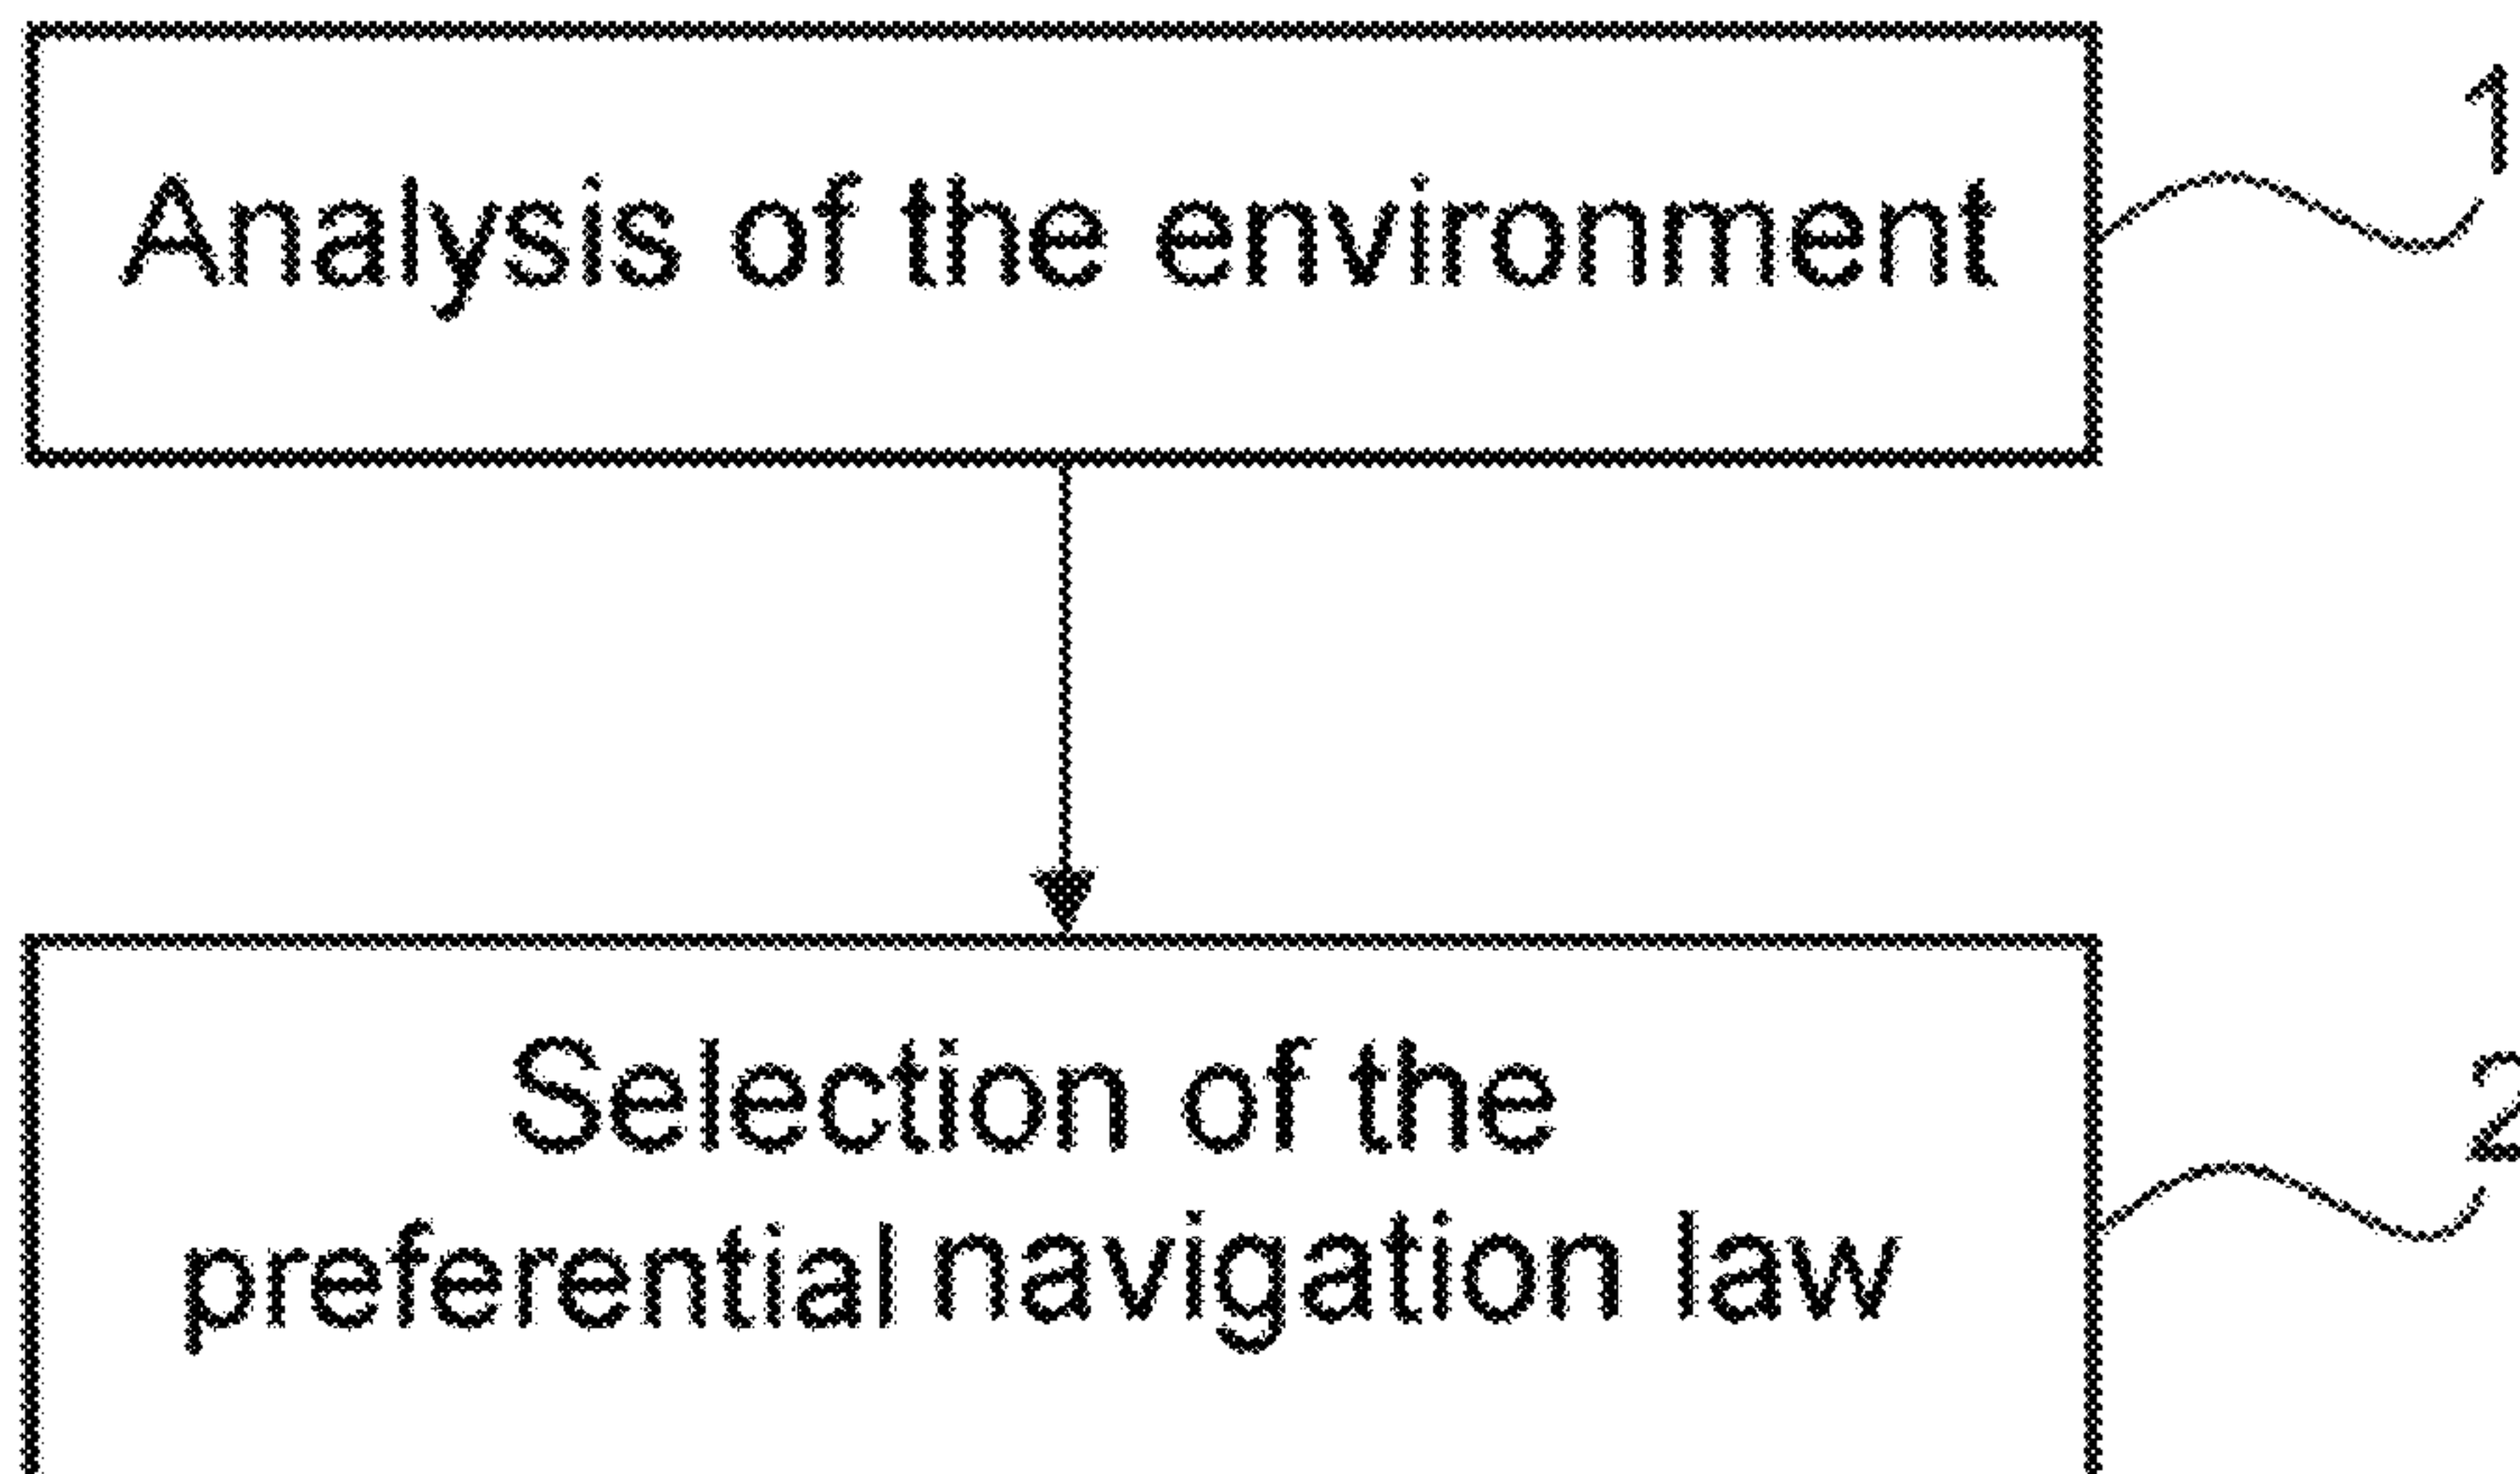 1
Analysis of the environment
2
Selection of the
preferential navigation law